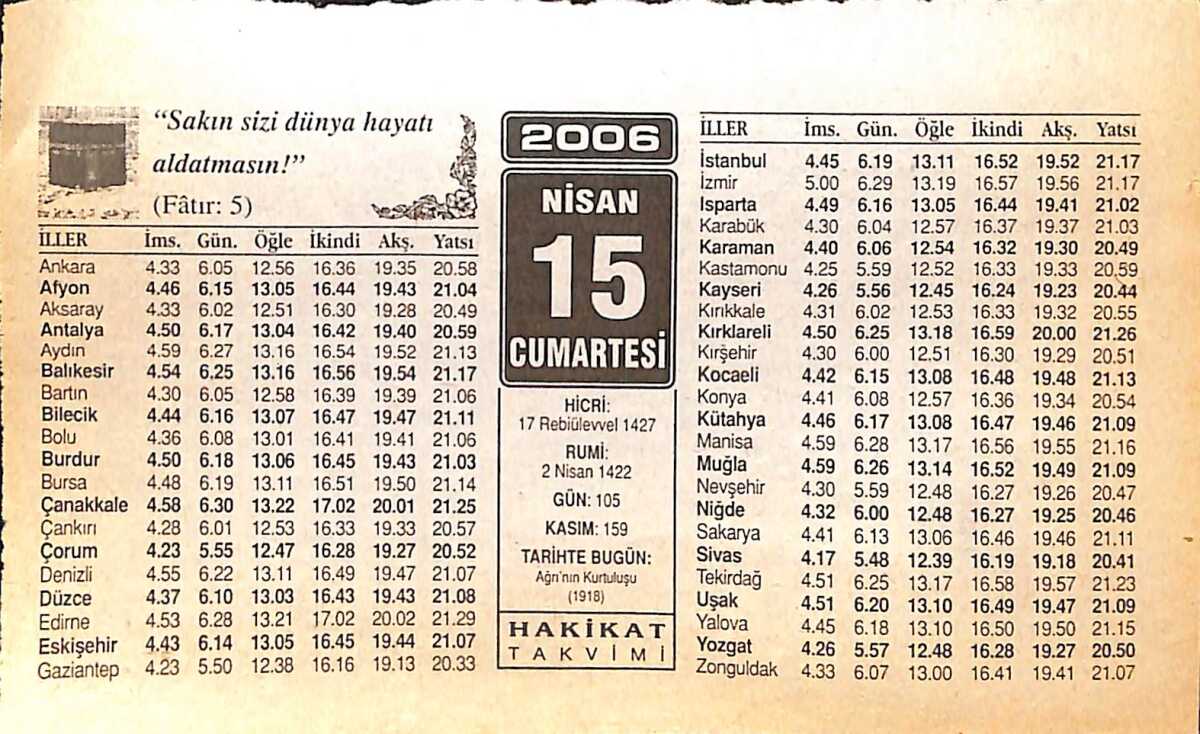 “Sakın sizi dünya hayatı
aldatmasın!”
(Fâtır: 5)
İLLER İms. Gün. Öğle İkindi Akş. Yatsı
Ankara 4.33 6.05 12.56 16.36 19.35 20.58
Afyon 4.46 6.15 13.05 16.44 19.43 21.04
Aksaray 4.33 6.02 12.51 16.30 19.28 20.49
Antalya 4.50 6.17 13.04 16.42 19.40 20.59
Aydın 4.59 6.27 13.16 16.54 19.52 21.13
Balıkesir 4.54 6.25 13.16 16.56 19.54 21.17
Bartın 4.30 6.05 12.58 16.39 19.39 21.06
Bilecik 4.44 6.16 13.07 16.47 19.47 21.11
Bolu 4.36 6.08 13.01 16.41 19.41 21.06
Burdur 4.50 6.18 13.06 16.45 19.43 21.03
Bursa 4.48 6.19 13.11 16.51 19.50 21.14
Çanakkale 4.58 6.30 13.22 17.02 20.01 21.25
Çankırı 4.28 6.01 12.53 16.33 19.33 20.57
Çorum 4.23 5.55 12.47 16.28 19.27 20.52
Denizli 4.55 6.22 13.11 16.49 19.47 21.07
Düzce 4.37 6.10 13.03 16.43 19.43 21.08
Edirne 4.53 6.28 13.21 17.02 20.02 21.29
Eskişehir 4.43 6.14 13.05 16.45 19.44 21.07
Gaziantep 4.23 5.50 12.38 16.16 19.13 20.33
2006
NİSAN
15
CUMARTESİ
HİCRİ:
17 Rebiülevvel 1427
RUMİ:
2 Nisan 1422
GÜN: 105
KASIM: 159
TARİHTE BUGÜN:
Ağrı'nın Kurtuluşu
(1918)
HAKİKAT
TAKVİMİ
İLLER İms. Gün. Öğle İkindi Akş. Yatsı
İstanbul 4.45 6.19 13.11 16.52 19.52 21.17
İzmir 5.00 6.29 13.19 16.57 19.56 21.17
Isparta 4.49 6.16 13.05 16.44 19.41 21.02
Karabük 4.30 6.04 12.57 16.37 19.37 21.03
Karaman 4.40 6.06 12.54 16.32 19.30 20.49
Kastamonu 4.25 5.59 12.52 16.33 19.33 20.59
Kayseri 4.26 5.56 12.45 16.24 19.23 20.44
Kırıkkale 4.31 6.02 12.53 16.33 19.32 20.55
Kırklareli 4.50 6.25 13.18 16.59 20.00 21.26
Kırşehir 4.30 6.00 12.51 16.30 19.29 20.51
Kocaeli 4.42 6.15 13.08 16.48 19.48 21.13
Konya 4.41 6.08 12.57 16.36 19.34 20.54
Kütahya 4.46 6.17 13.08 16.47 19.46 21.09
Manisa 4.59 6.28 13.17 16.56 19.55 21.16
Muğla 4.59 6.26 13.14 16.52 19.49 21.09
Nevşehir 4.30 5.59 12.48 16.27 19.26 20.47
Niğde 4.32 6.00 12.48 16.27 19.25 20.46
Sakarya 4.41 6.13 13.06 16.46 19.46 21.11
Sivas 4.17 5.48 12.39 16.19 19.18 20.41
Tekirdağ 4.51 6.25 13.17 16.58 19.57 21.23
Uşak 4.51 6.20 13.10 16.49 19.47 21.09
Yalova 4.45 6.18 13.10 16.50 19.50 21.15
Yozgat 4.26 5.57 12.48 16.28 19.27 20.50
Zonguldak 4.33 6.07 13.00 16.41 19.41 21.07